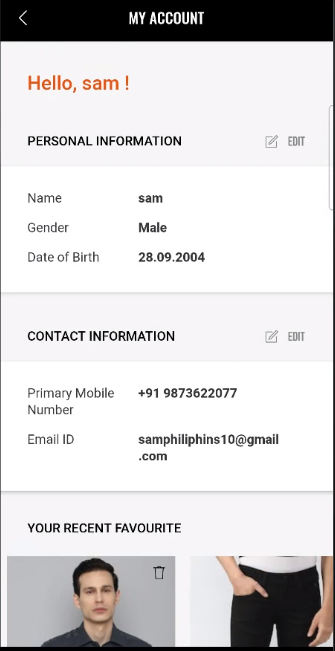 MY ACCOUNT
Hello, sam !
PERSONAL INFORMATION EDIT
Name sam
Gender Male
Date of Birth 28.09.2004
CONTACT INFORMATION EDIT
Primary Mobile +91 9873622077
Number
Email ID samphiliphins10@gmail
.com
YOUR RECENT FAVOURITE